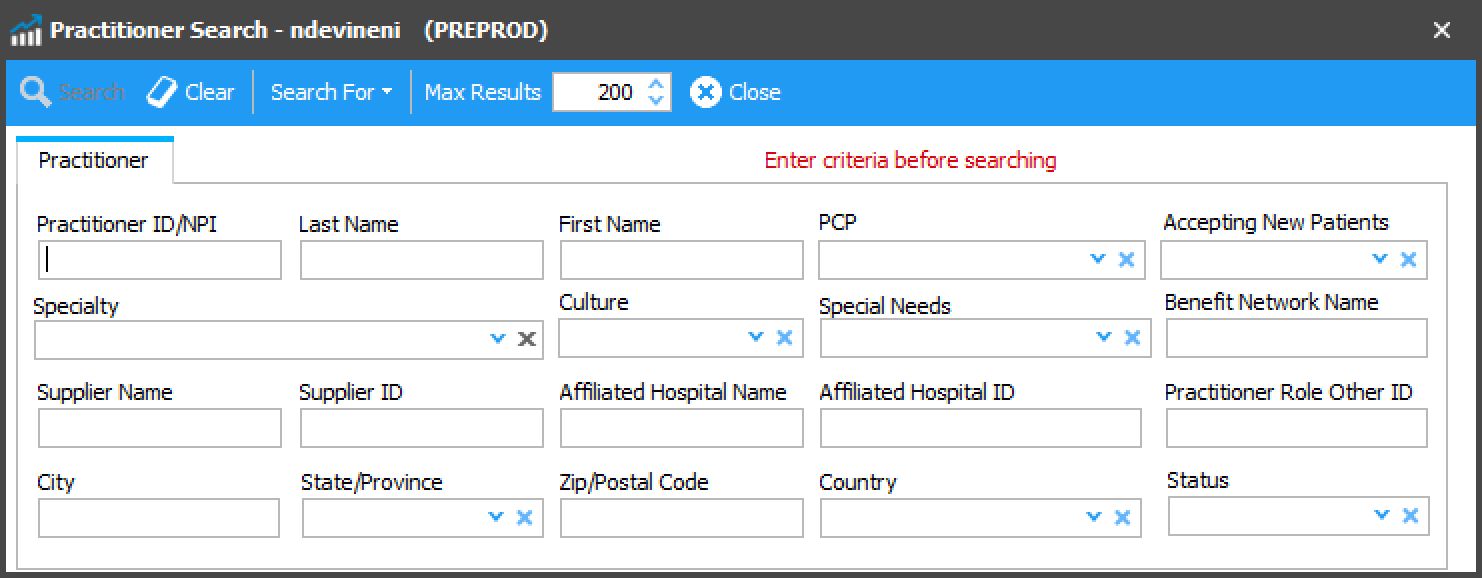 Practitioner Search - ndevineni (PREPROD)
Search Clear Search For Max Results 200 Close
Practitioner Enter criteria before searching
Practitioner ID/NPI Last Name First Name PCP Accepting New Patients
Specialty Culture Special Needs Benefit Network Name
Supplier Name Supplier ID Affiliated Hospital Name Affiliated Hospital ID Practitioner Role Other ID
City State/Province Zip/Postal Code Country Status